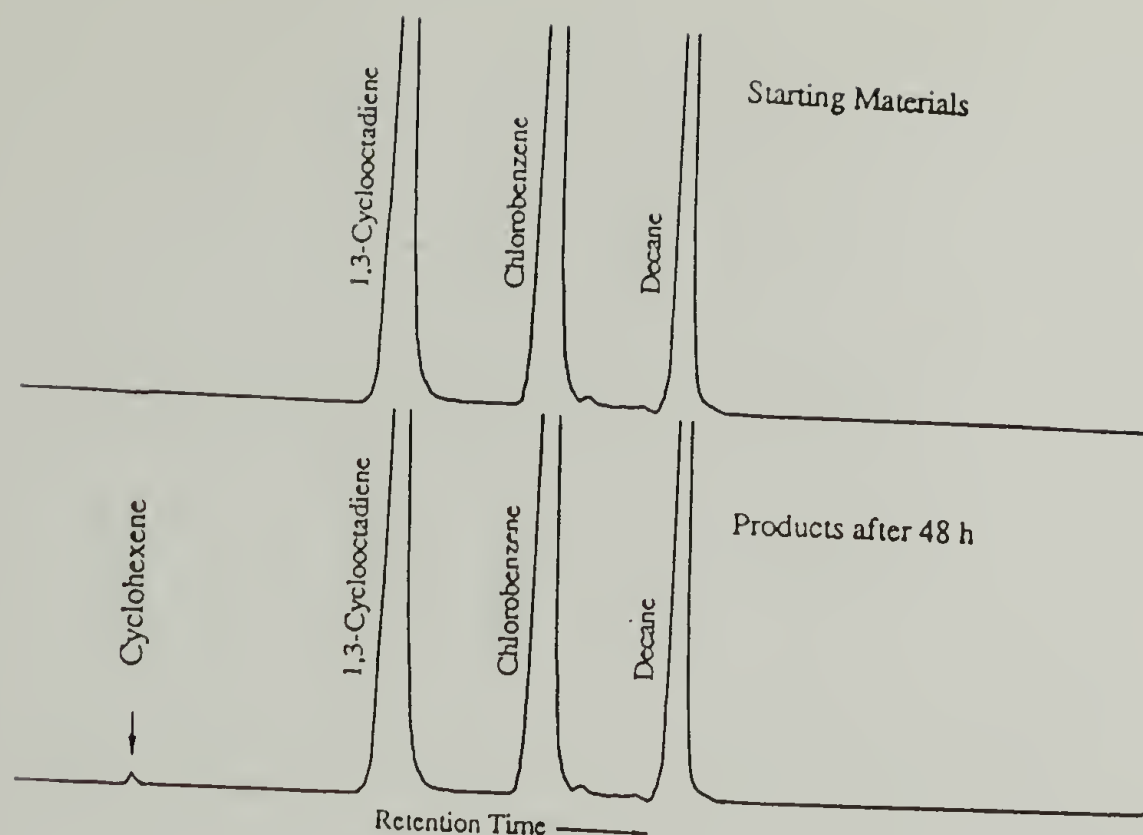 1,3-Cyclooctadiene
Chlorobenzene
Decane
Starting Materials
Cyclohexene
1,3-Cyclooctadiene
Chlorobenzene
Decane
Products after 48 h
Retention Time